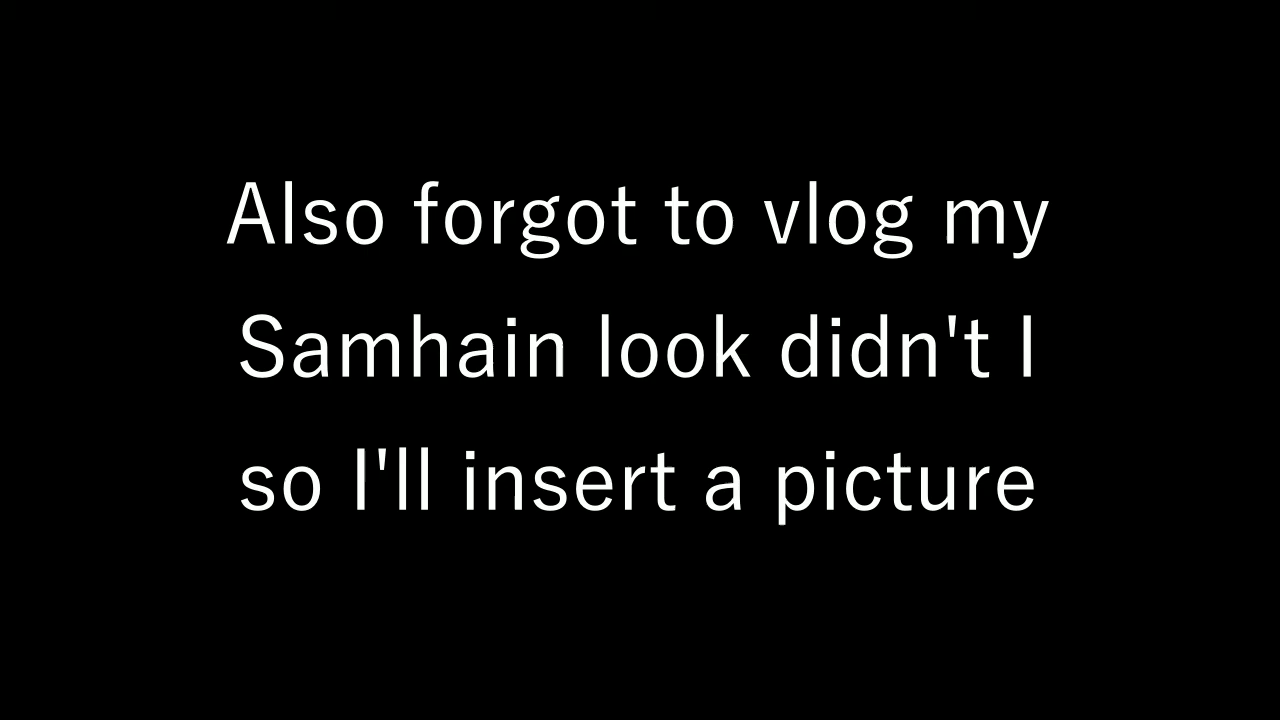 Also forgot to vlog my
Samhain look didn't I
so I'll insert a picture